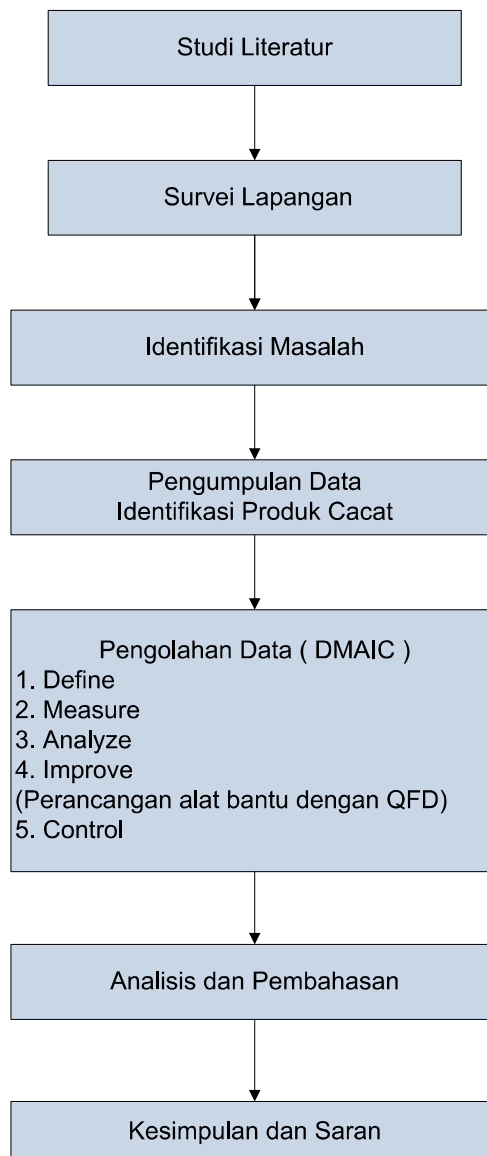 Studi Literatur
Survei Lapangan
Identifikasi Masalah
Pengumpulan Data
Identifikasi Produk Cacat
Pengolahan Data ( DMAIC )
1. Define
2. Measure
3. Analyze
4. Improve
(Perancangan alat bantu dengan QFD)
5. Control
Analisis dan Pembahasan
Kesimpulan dan Saran